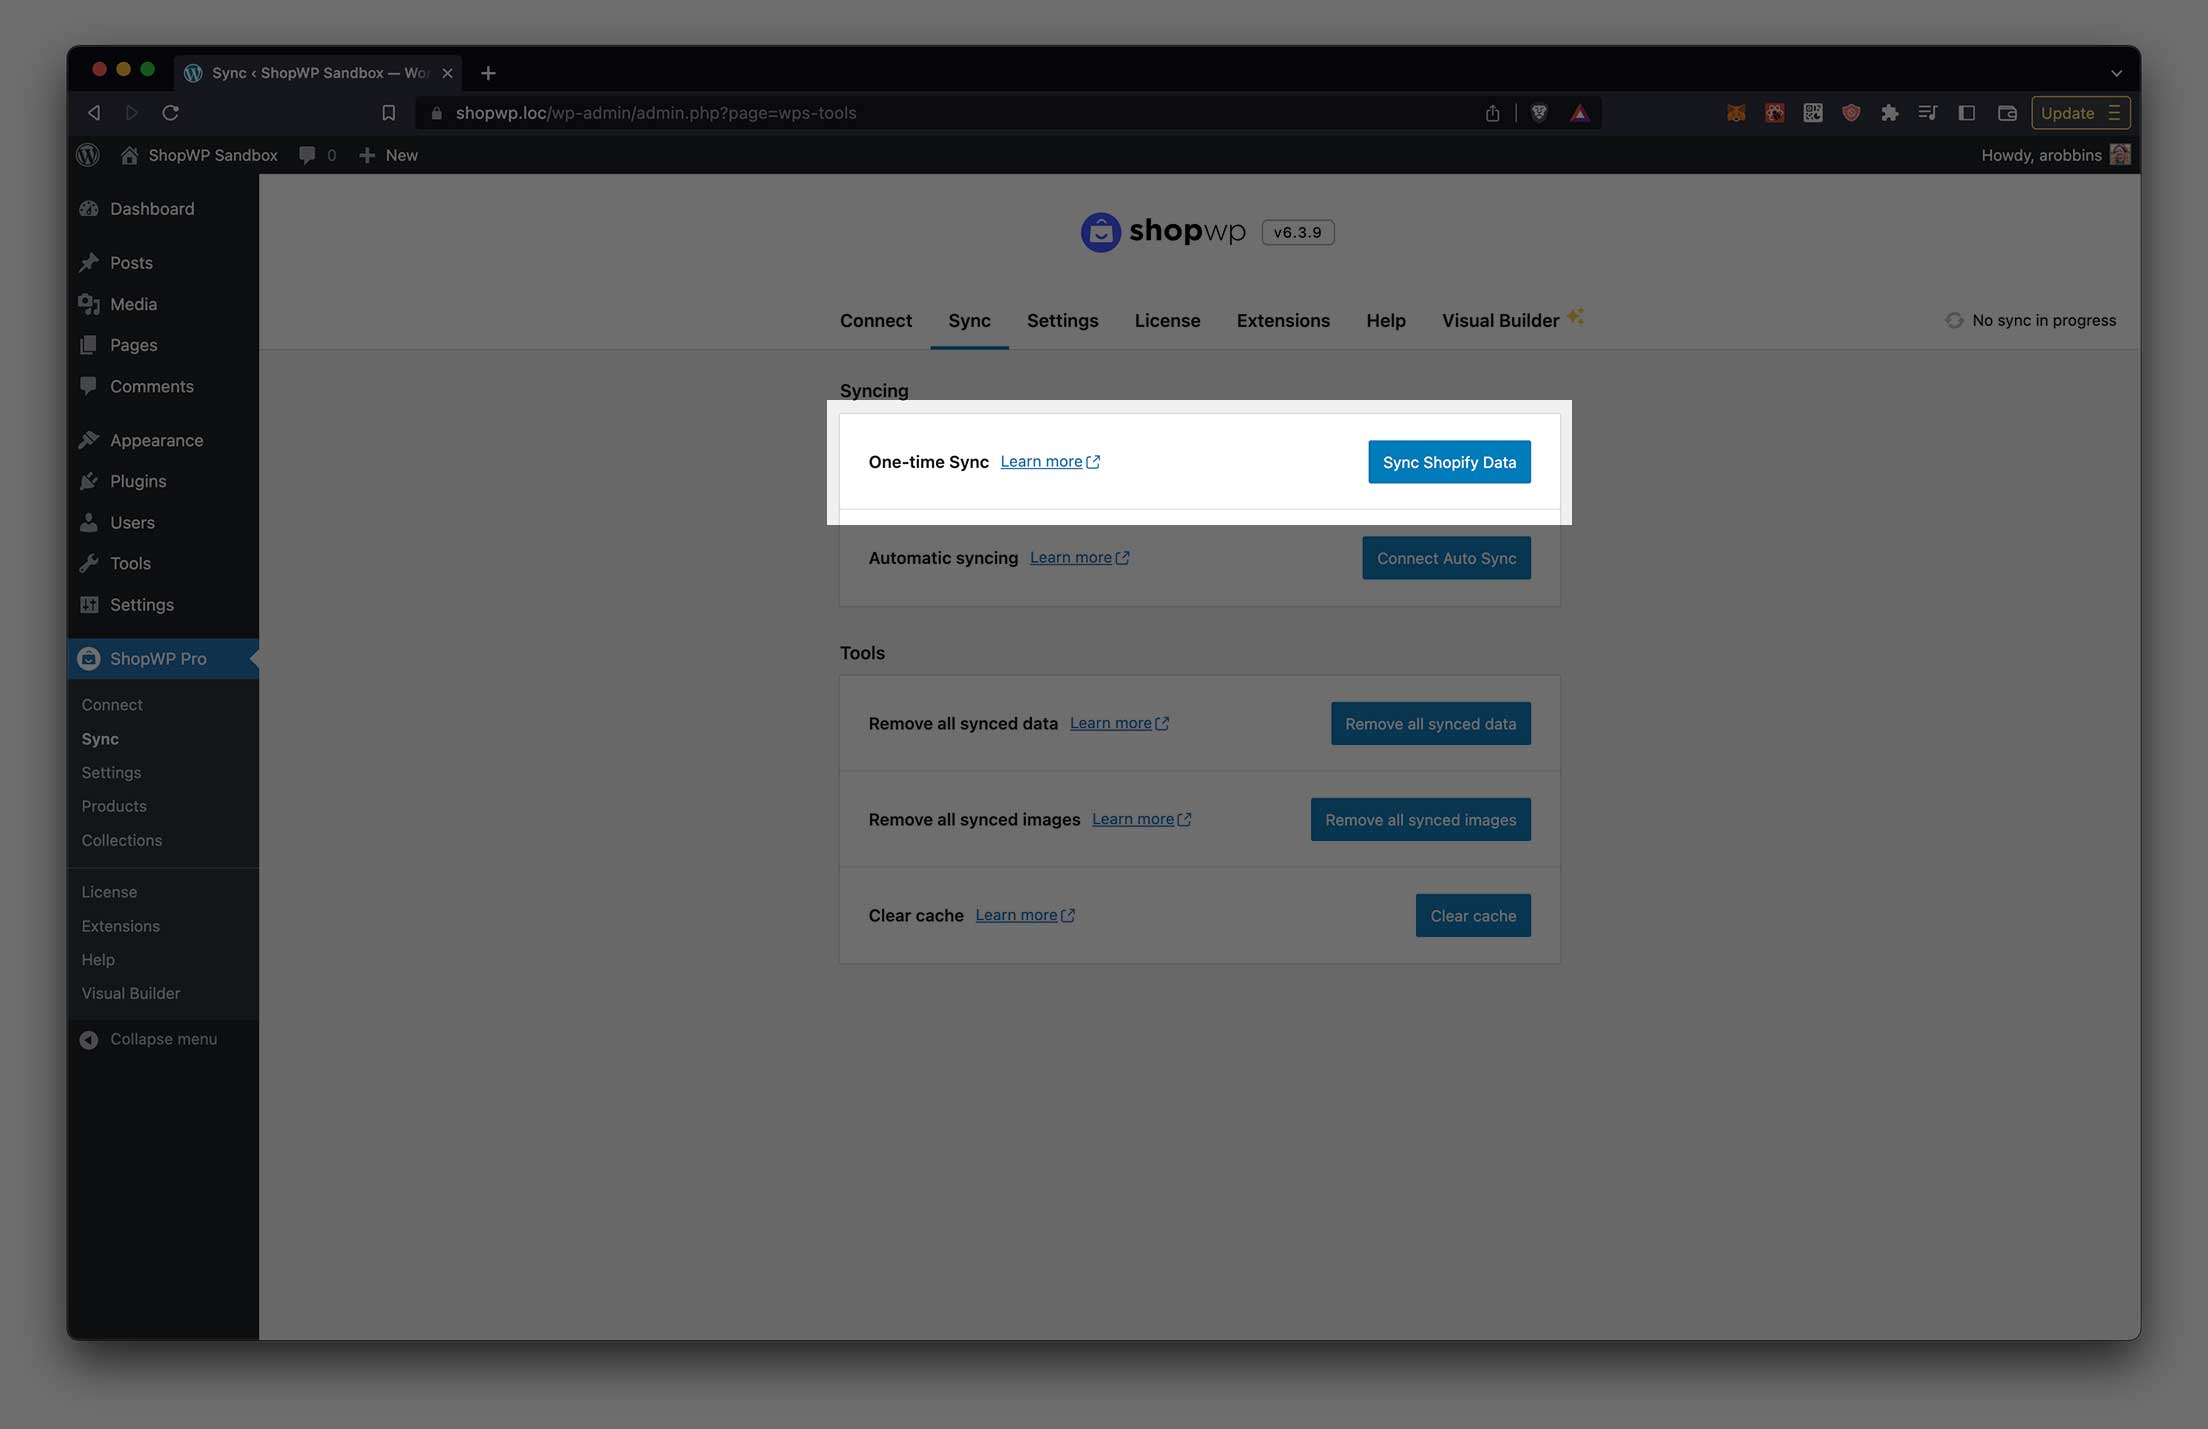 Sync ‹ ShopWP Sandbox — Wor
shopwp.loc/wp-admin/admin.php?page=wps-tools
Update
ShopWP Sandbox 0 New
Howdy, arobbins
Dashboard
Posts
Media
Pages
Comments
Appearance
Plugins
Users
Tools
Settings
ShopWP Pro
Connect
Sync
Settings
Products
Collections
License
Extensions
Help
Visual Builder
Collapse menu
shopwp v6.3.9
Connect Sync Settings License Extensions Help Visual Builder
No sync in progress
Syncing
One-time Sync Learn more Sync Shopify Data
Automatic syncing Learn more Connect Auto Sync
Tools
Remove all synced data Learn more Remove all synced data
Remove all synced images Learn more Remove all synced images
Clear cache Learn more Clear cache